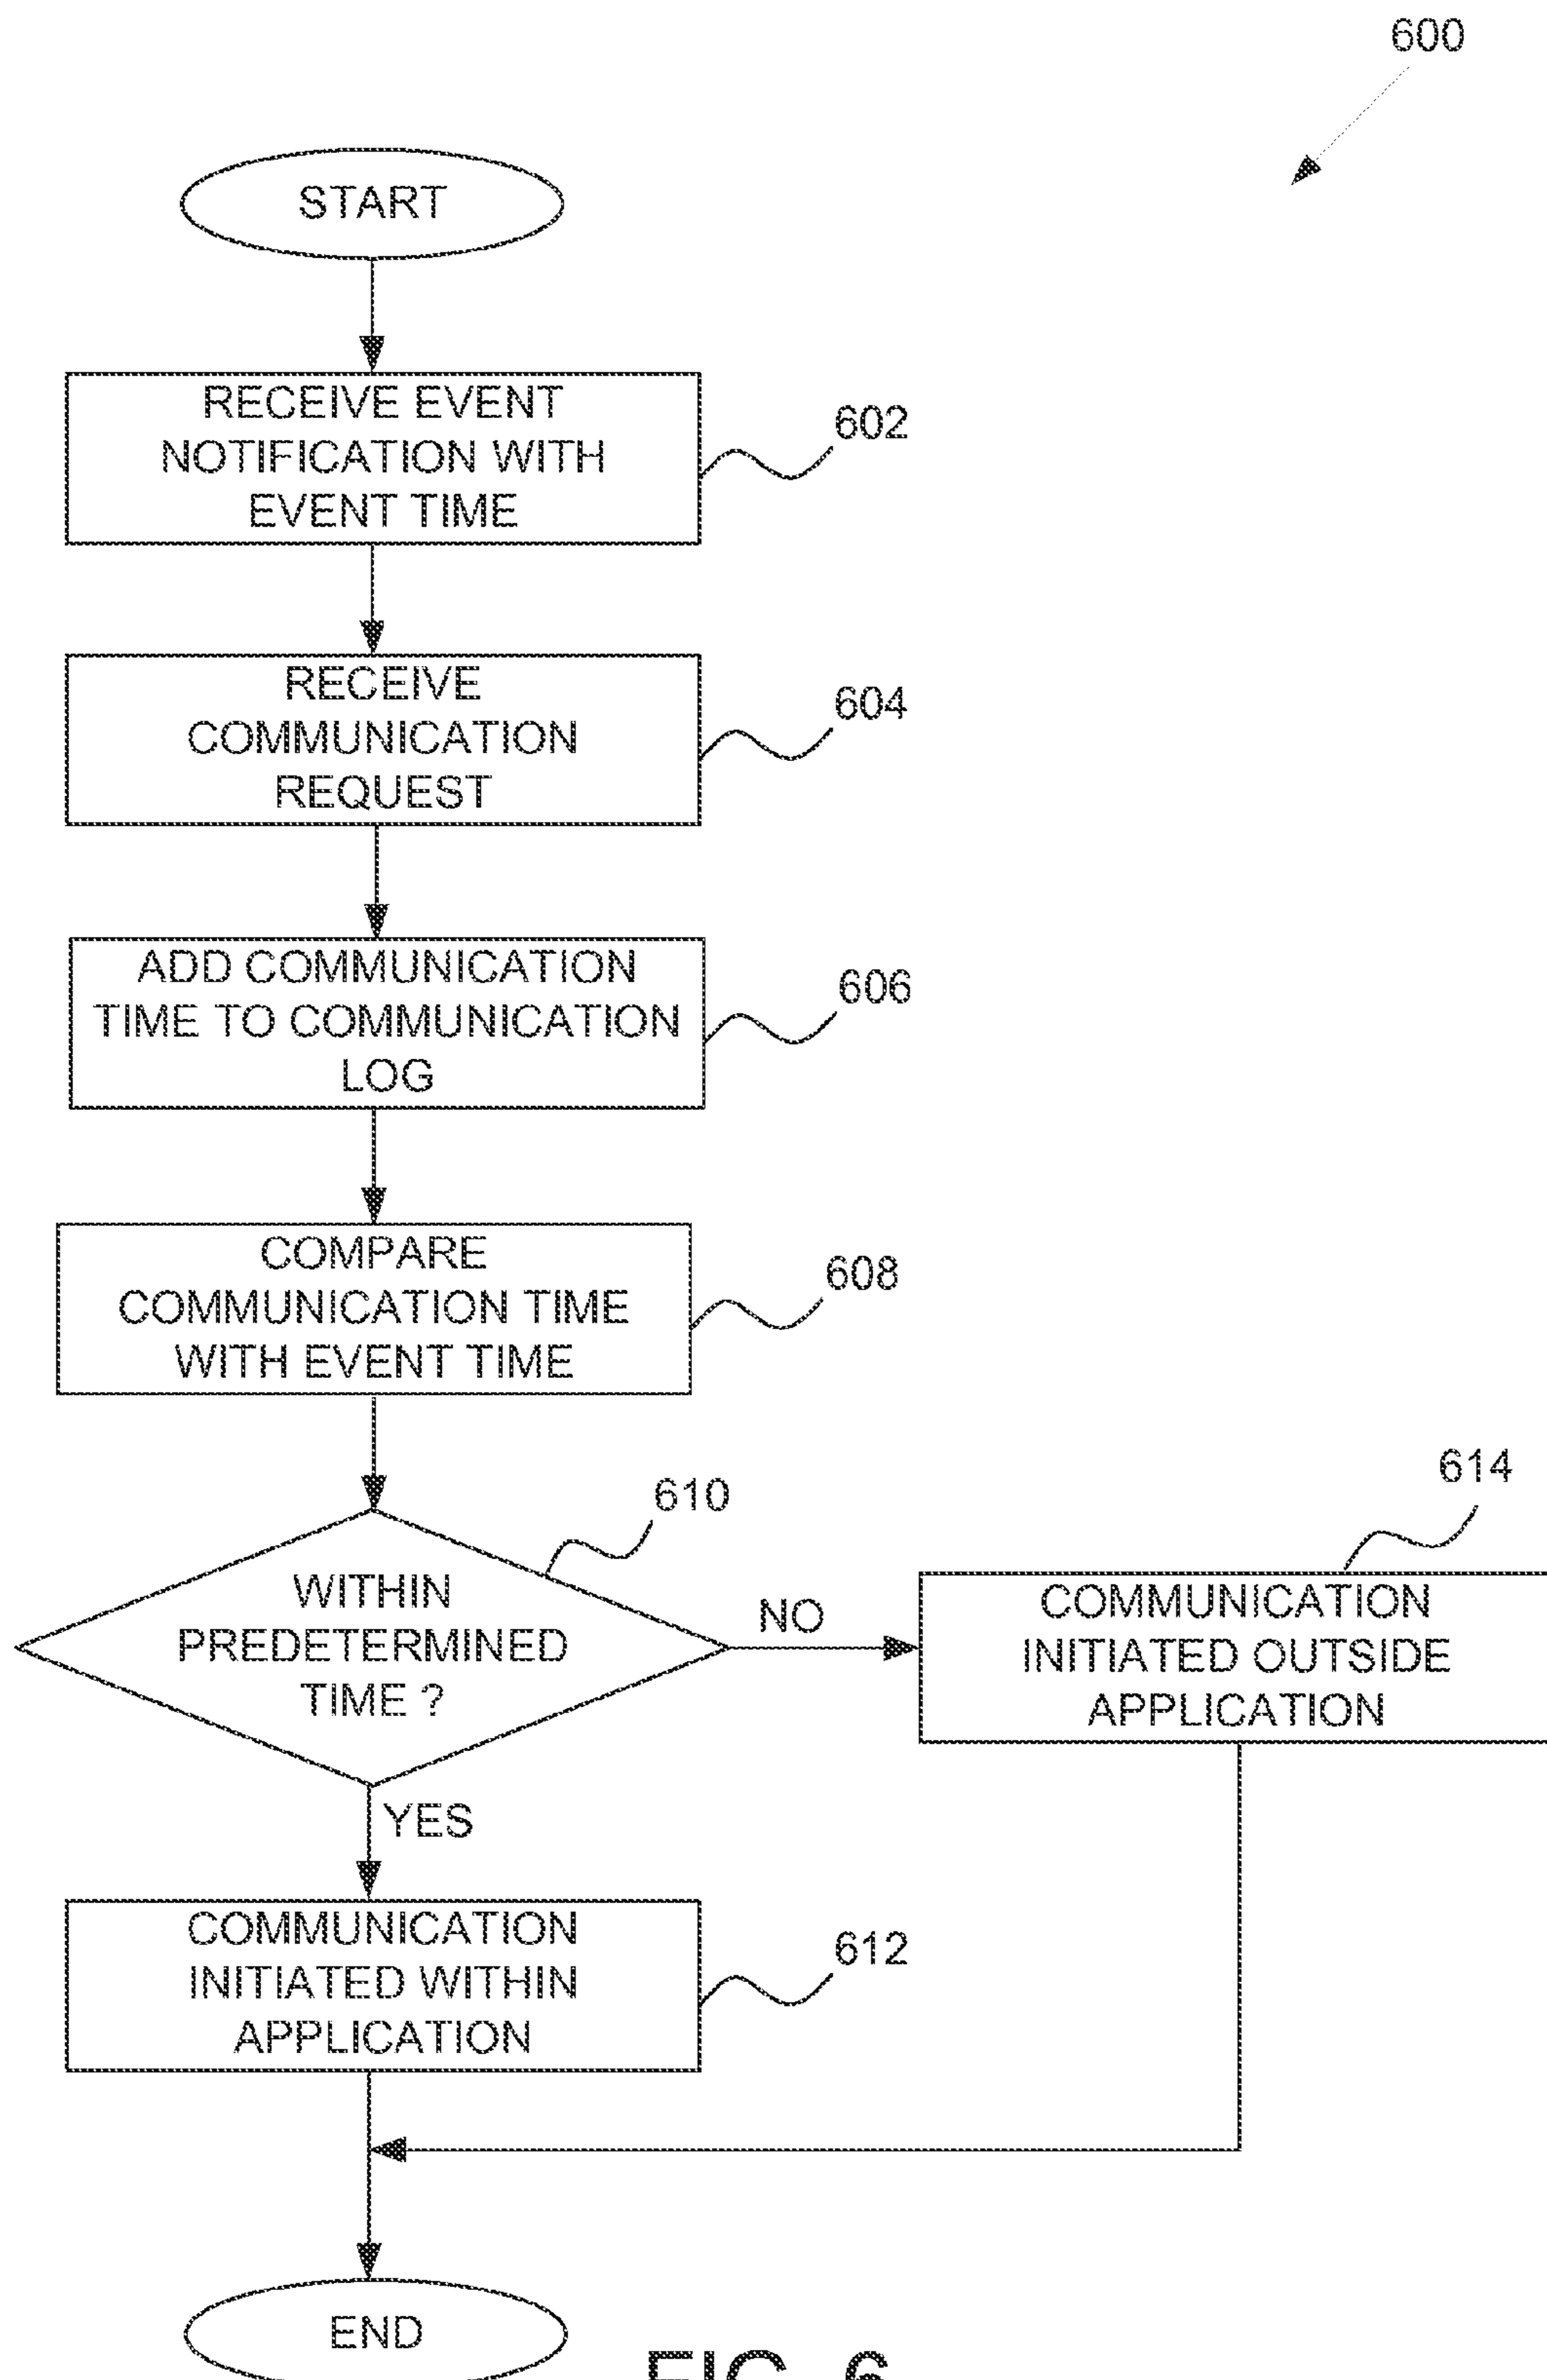 600
START
RECEIVE EVENT
NOTIFICATION WITH
EVENT TIME
602
RECEIVE
COMMUNICATION
REQUEST
604
ADD COMMUNICATION
TIME TO COMMUNICATION
LOG
606
COMPARE
COMMUNICATION TIME
WITH EVENT TIME
608
610
WITHIN
PREDETERMINED
TIME ?
NO
614
COMMUNICATION
INITIATED OUTSIDE
APPLICATION
YES
COMMUNICATION
INITIATED WITHIN
APPLICATION
612
END
FIG. 6